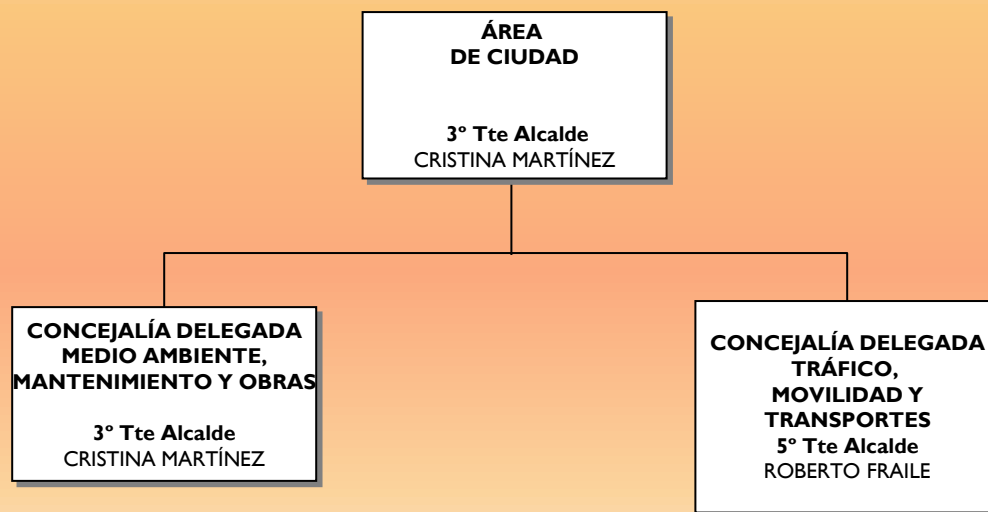 ÁREA
DE CIUDAD
3º Tte Alcalde
CRISTINA MARTÍNEZ
CONCEJALÍA DELEGADA
MEDIO AMBIENTE,
MANTENIMIENTO Y OBRAS
3º Tte Alcalde
CRISTINA MARTÍNEZ
CONCEJALÍA DELEGADA
TRÁFICO,
MOVILIDAD Y
TRANSPORTES
5º Tte Alcalde
ROBERTO FRAILE